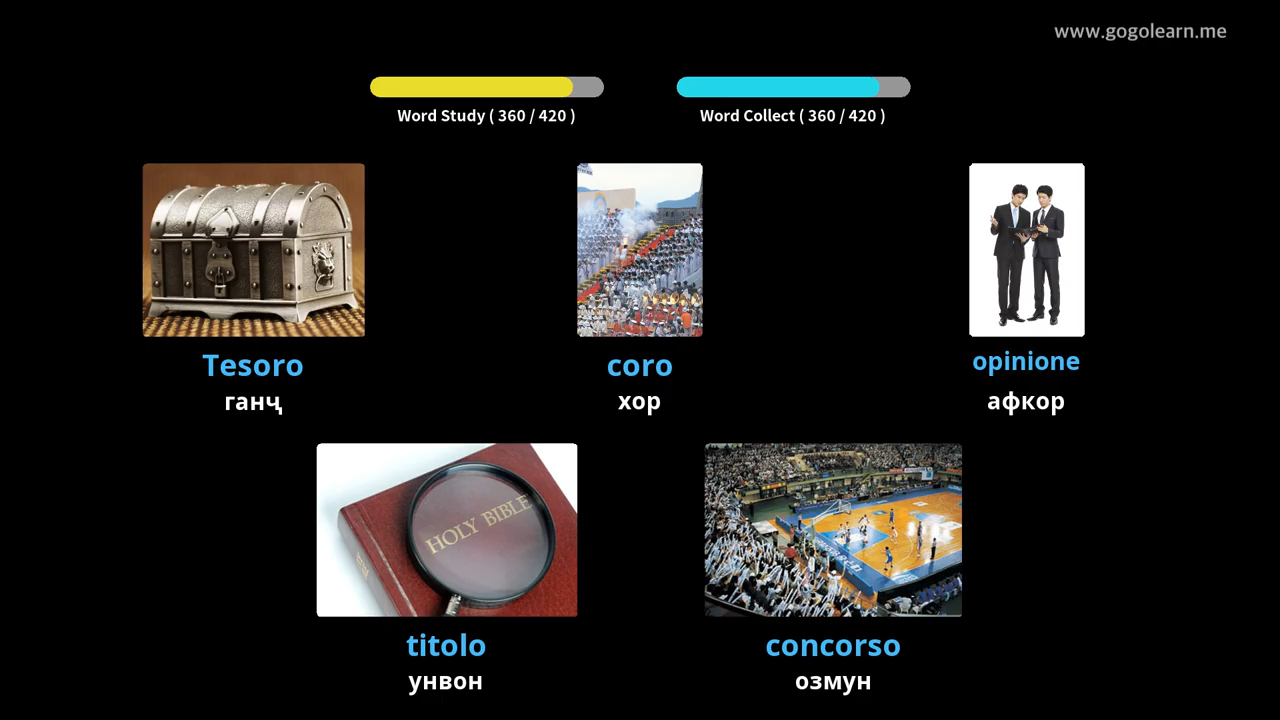 www.gogolearn.me
Word Study ( 360 / 420 )
Word Collect ( 360 / 420 )
Tesoro
ганҷ
coro
хор
opinione
афкор
HOLY BIBLE
titolo
унвон
concorso
озмун